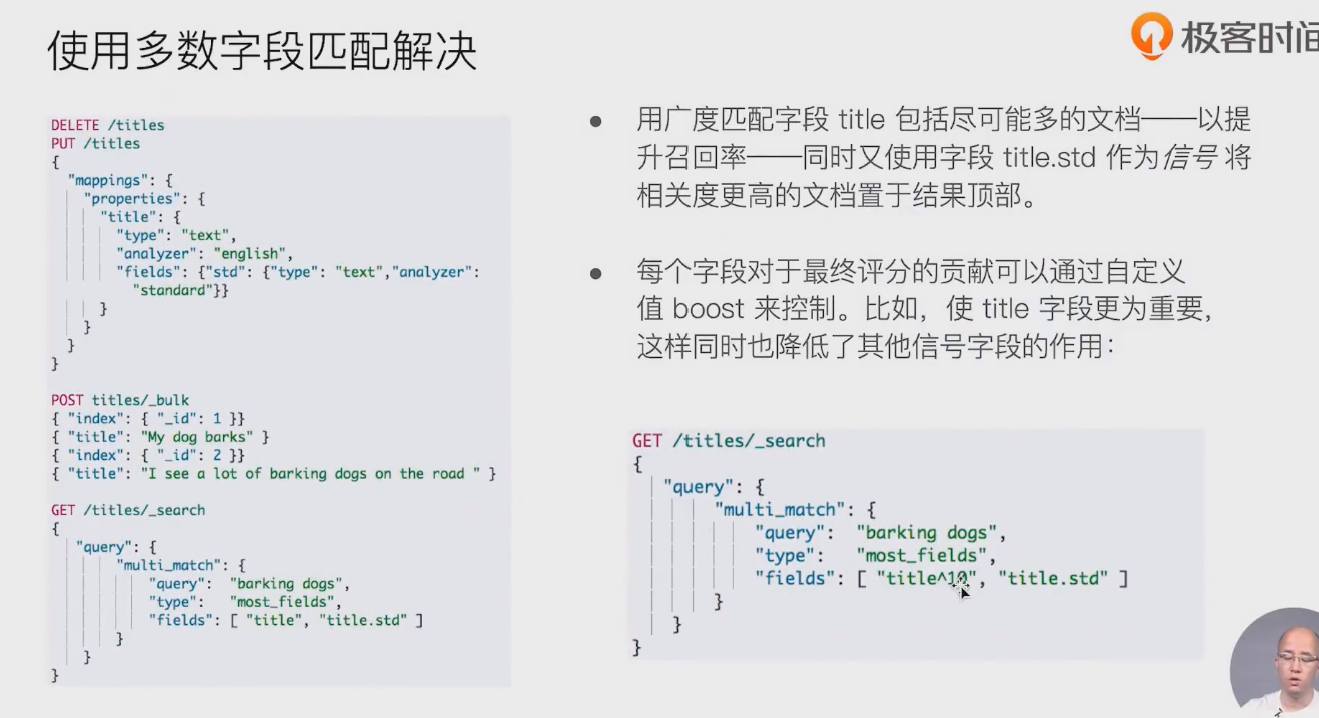 使用多数字段匹配解决
极客时间
DELETE /titles
PUT /titles
{
"mappings": {
"properties": {
"title": {
"type": "text",
"analyzer": "english",
"fields": {"std": {"type": "text","analyzer":
"standard"}}
}
}
}
}
POST titles/_bulk
{ "index": { "_id": 1 }}
{ "title": "My dog barks" }
{ "index": { "_id": 2 }}
{ "title": "I see a lot of barking dogs on the road " }
GET /titles/_search
{
"query": {
"multi_match": {
"query": "barking dogs",
"type": "most_fields",
"fields": [ "title", "title.std" ]
}
}
}
● 用广度匹配字段 title 包括尽可能多的文档——以提
升召回率——同时又使用字段 title.std 作为信号 将
相关度更高的文档置于结果顶部。
● 每个字段对于最终评分的贡献可以通过自定义
值 boost 来控制。比如，使 title 字段更为重要，
这样同时也降低了其他信号字段的作用：
GET /titles/_search
{
"query": {
"multi_match": {
"query": "barking dogs",
"type": "most_fields",
"fields": [ "title^10", "title.std" ]
}
}
}